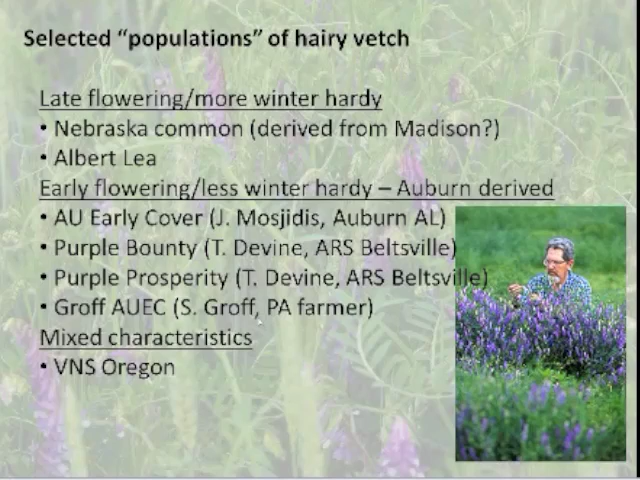 Selected “populations” of hairy vetch
Late flowering/more winter hardy
• Nebraska common (derived from Madison?)
• Albert Lea
Early flowering/less winter hardy – Auburn derived
• AU Early Cover (J. Mosjidis, Auburn AL)
• Purple Bounty (T. Devine, ARS Beltsville)
• Purple Prosperity (T. Devine, ARS Beltsville)
• Groff AUEC (S. Groff, PA farmer)
Mixed characteristics
• VNS Oregon